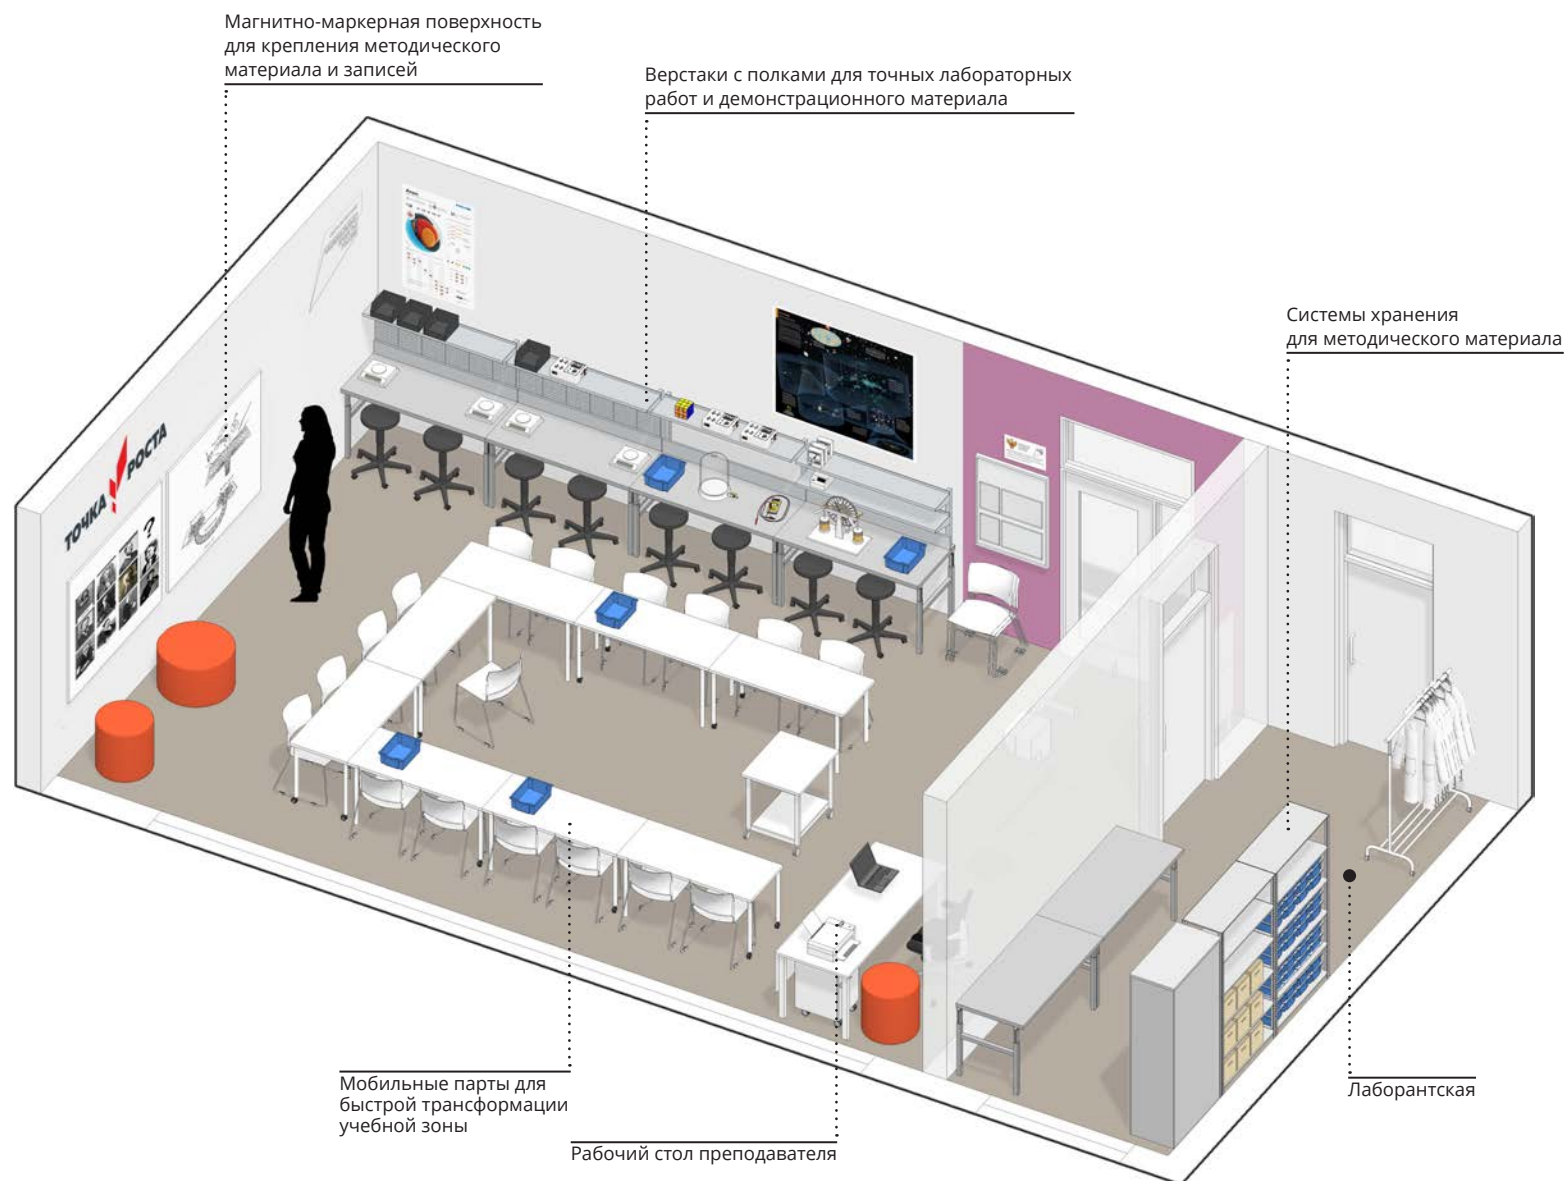 Магнитно-маркерная поверхность
для крепления методического
материала и записей
Верстаки с полками для точных лабораторных
работ и демонстрационного материала
Системы хранения
для методического материала
ТОЧКА РОСТА
?
Мобильные парты для
быстрой трансформации
учебной зоны
Рабочий стол преподавателя
Лаборантская